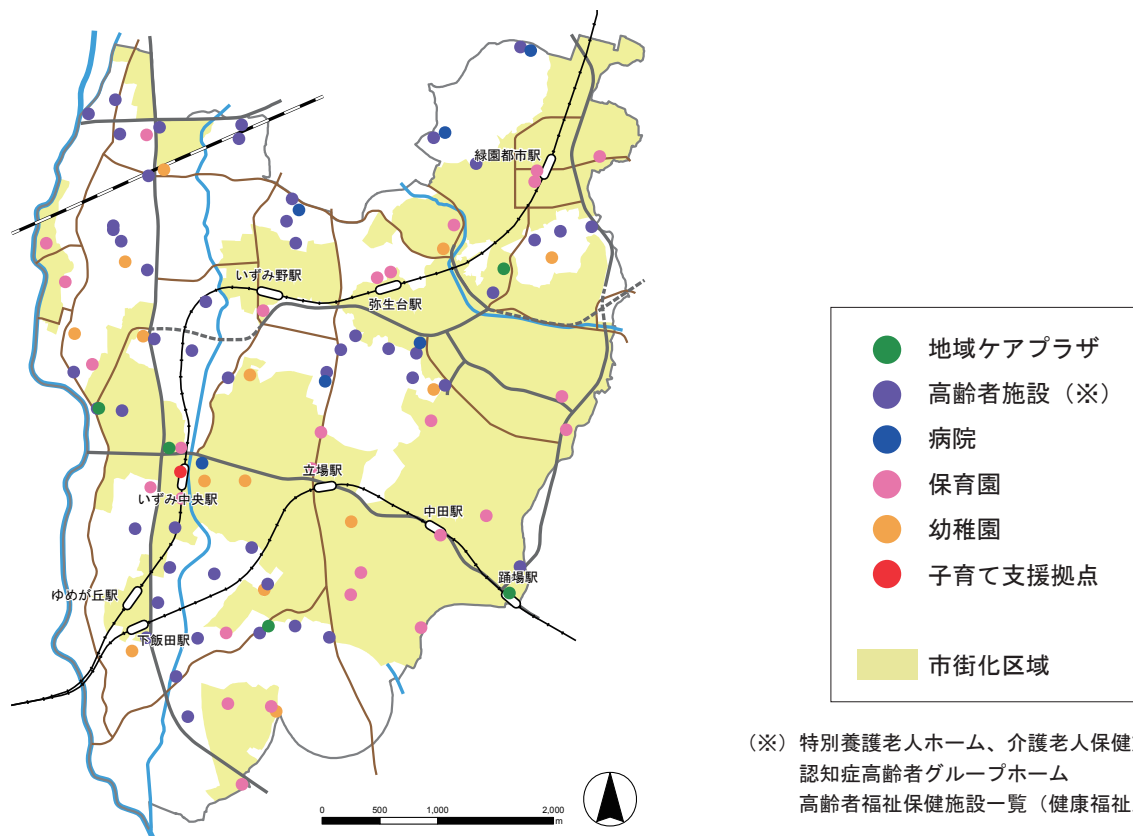 緑園都市駅
いずみ野駅
弥生台駅
いずみ中央駅
立場駅
中田駅
踊場駅
ゆめが丘駅
下飯田駅
0 500 1,000 2,000
m
地域ケアプラザ
高齢者施設（※）
病院
保育園
幼稚園
子育て支援拠点
市街化区域
（※）特別養護老人ホーム、介護老人保健
認知症高齢者グループホーム
高齢者福祉保健施設一覧（健康福祉